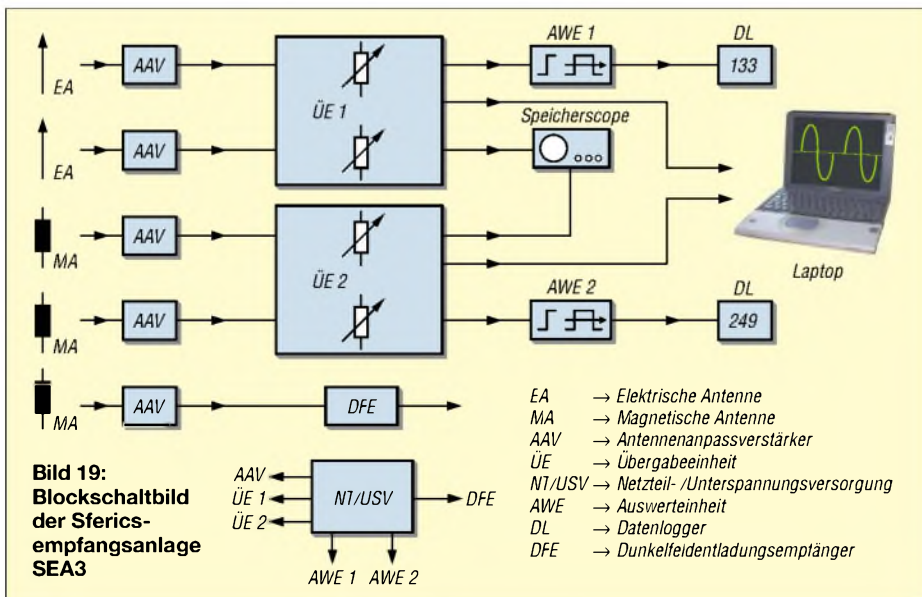 AWE 1
DL
EA
AAV
ÜE 1
133
Speicherscope
EA
AAV
MA
AAV
ÜE 2
Laptop
AWE 2
DL
MA
AAV
249
MA
AAV
DFE
EA → Elektrische Antenne
MA → Magnetische Antenne
AAV → Antennenanpassverstärker
ÜE → Übergabeeinheit
NT/USV → Netzteil- /Unterspannungsversorgung
AWE → Auswerteinheit
DL → Datenlogger
DFE → Dunkelfeidentladungsemptänger
Bild 19:
Blockschaltbild
der Sferics-
empfangsanlage
SEA3
AAV
ÜE 1
ÜE 2
NT/USV
DFE
AWE 1 AWE 2